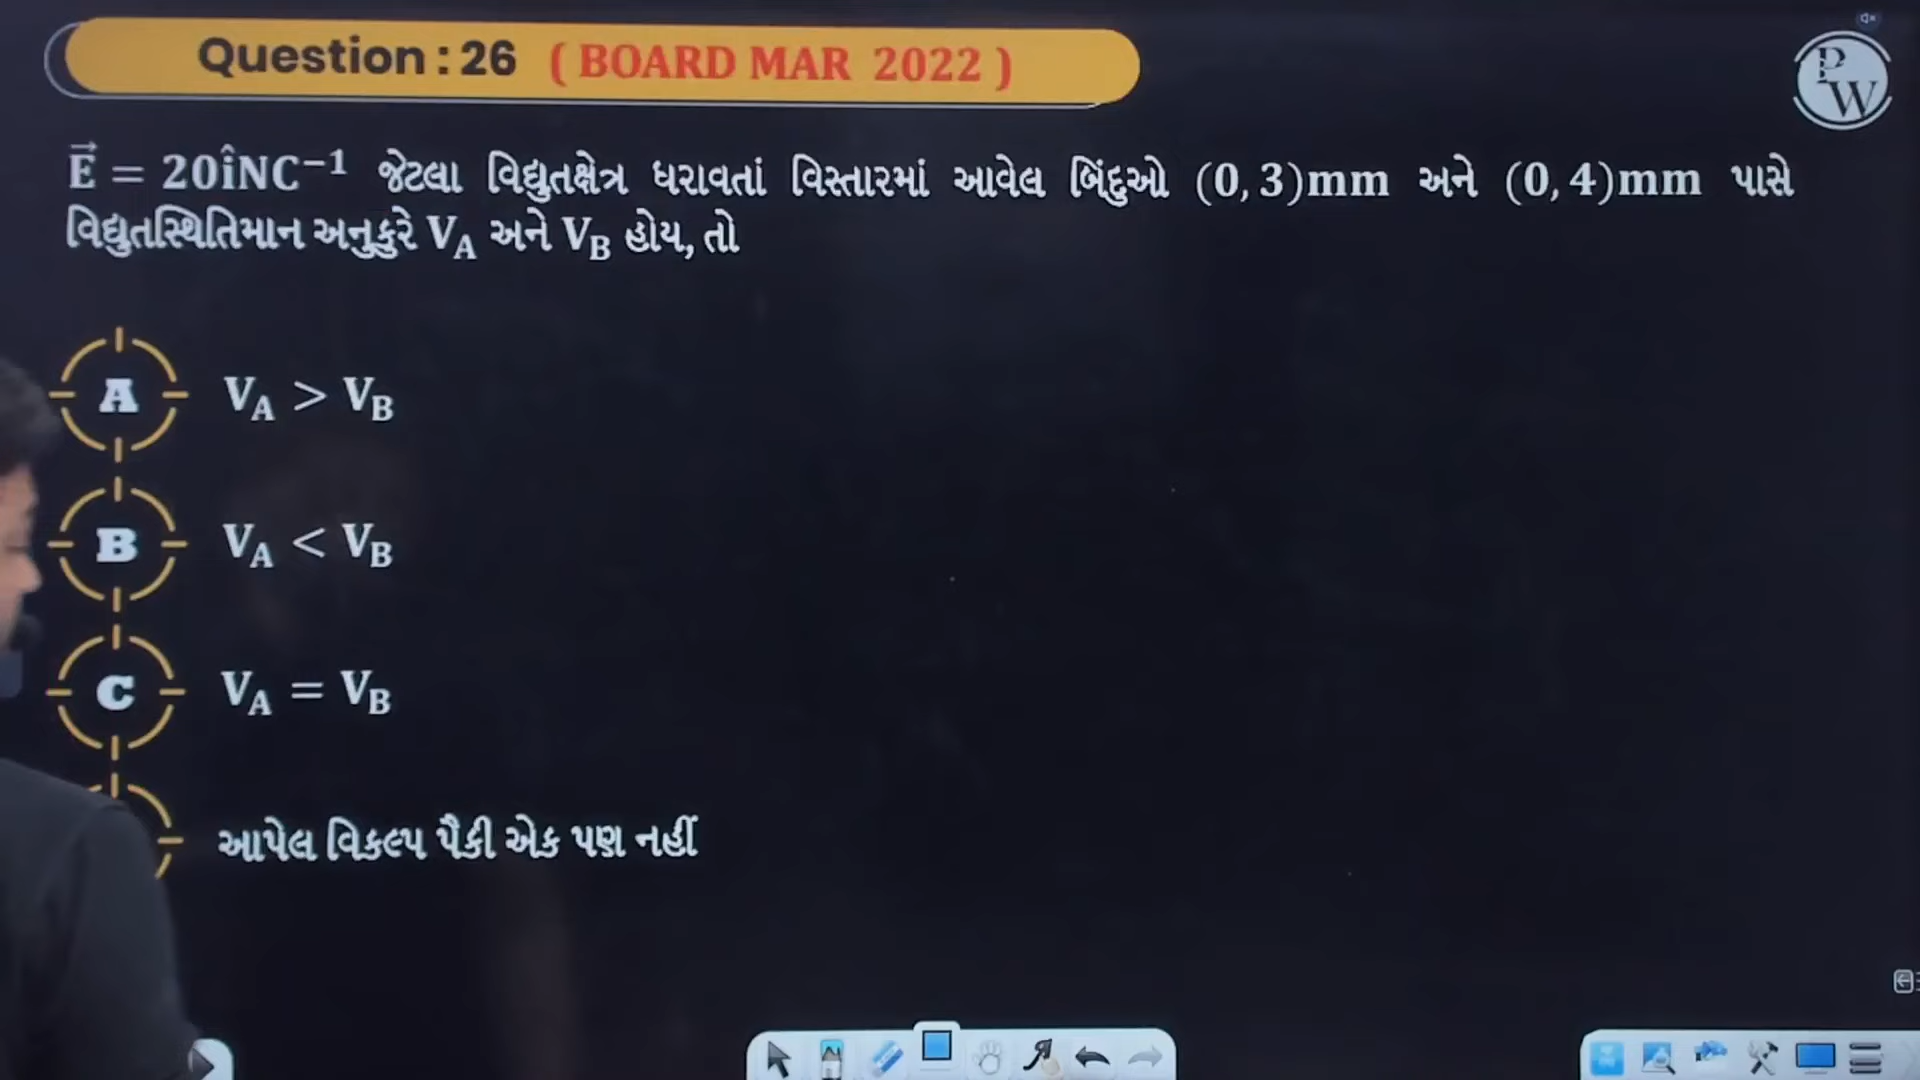 Question : 26 ( BOARD MAR 2022 )
PW
E⃗ = 20îNC⁻¹ જેટલા વિદ્યુતક્ષેત્ર ધરાવતાં વિસ્તારમાં આવેલ બિંદુઓ (0, 3)mm અને (0, 4)mm પાસે
વિદ્યુતસ્થિતિમાન અનુકુરે V_A અને V_B હોય, તો
A V_A > V_B
B V_A < V_B
C V_A = V_B
આપેલ વિકલ્પ પૈકી એક પણ નહીં